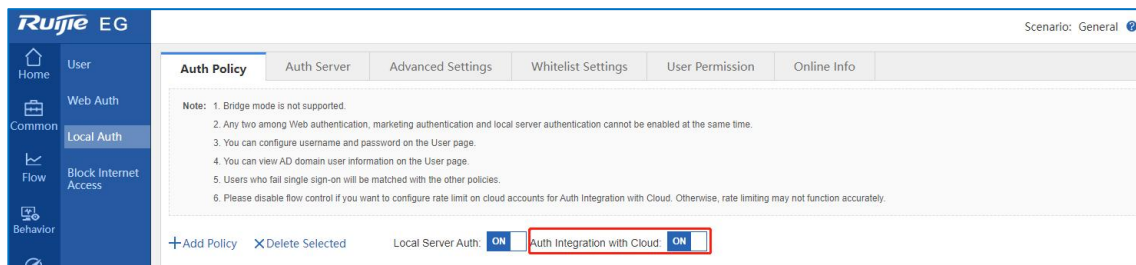 Ruijie EG
Scenario: General
Home
User
Auth Policy
Auth Server
Advanced Settings
Whitelist Settings
User Permission
Online Info
Common
Web Auth
Local Auth
Flow
Block Internet
Access
Behavior
Note: 1. Bridge mode is not supported.
2. Any two among Web authentication, marketing authentication and local server authentication cannot be enabled at the same time.
3. You can configure username and password on the User page.
4. You can view AD domain user information on the User page.
5. Users who fail single sign-on will be matched with the other policies.
6. Please disable flow control if you want to configure rate limit on cloud accounts for Auth Integration with Cloud. Otherwise, rate limiting may not function accurately.
+Add Policy
XDelete Selected
Local Server Auth: ON
Auth Integration with Cloud: ON